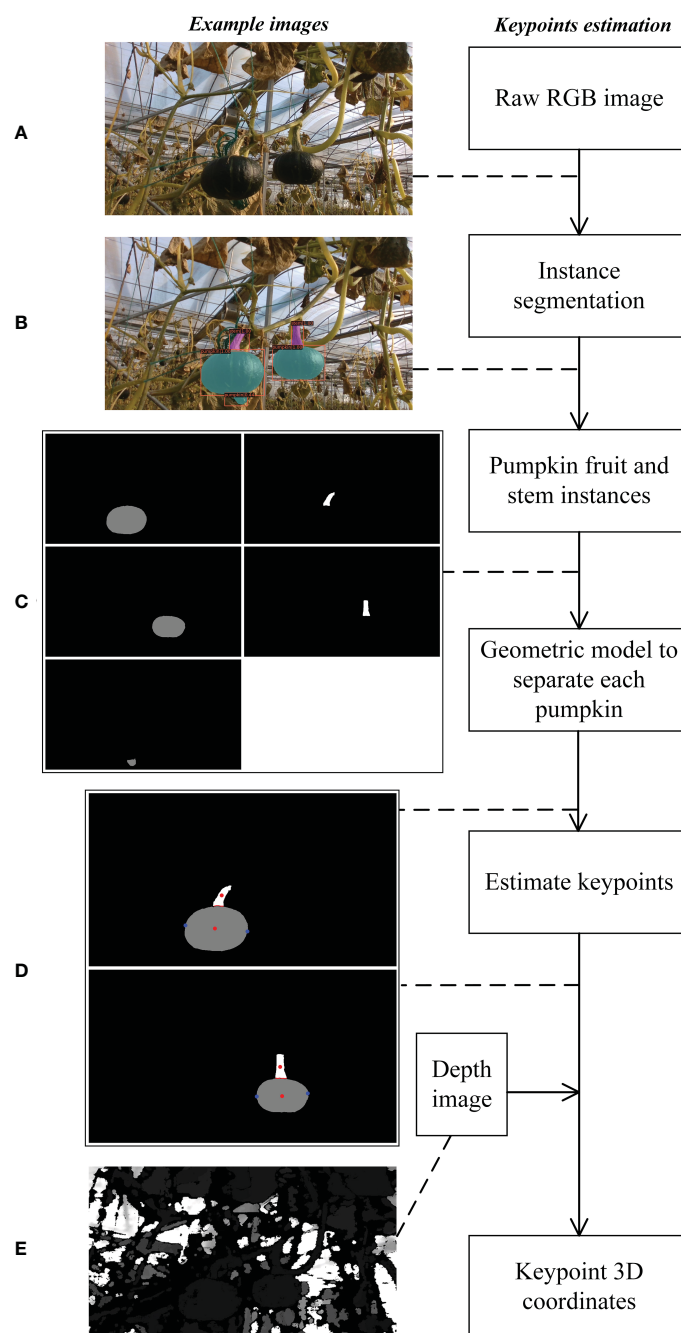 Example images
Keypoints estimation
Raw RGB image
A
Instance
segmentation
B
Pumpkin fruit and
stem instances
C
Geometric model to
separate each
pumpkin
Estimate keypoints
D
Depth
image
E
Keypoint 3D
coordinates